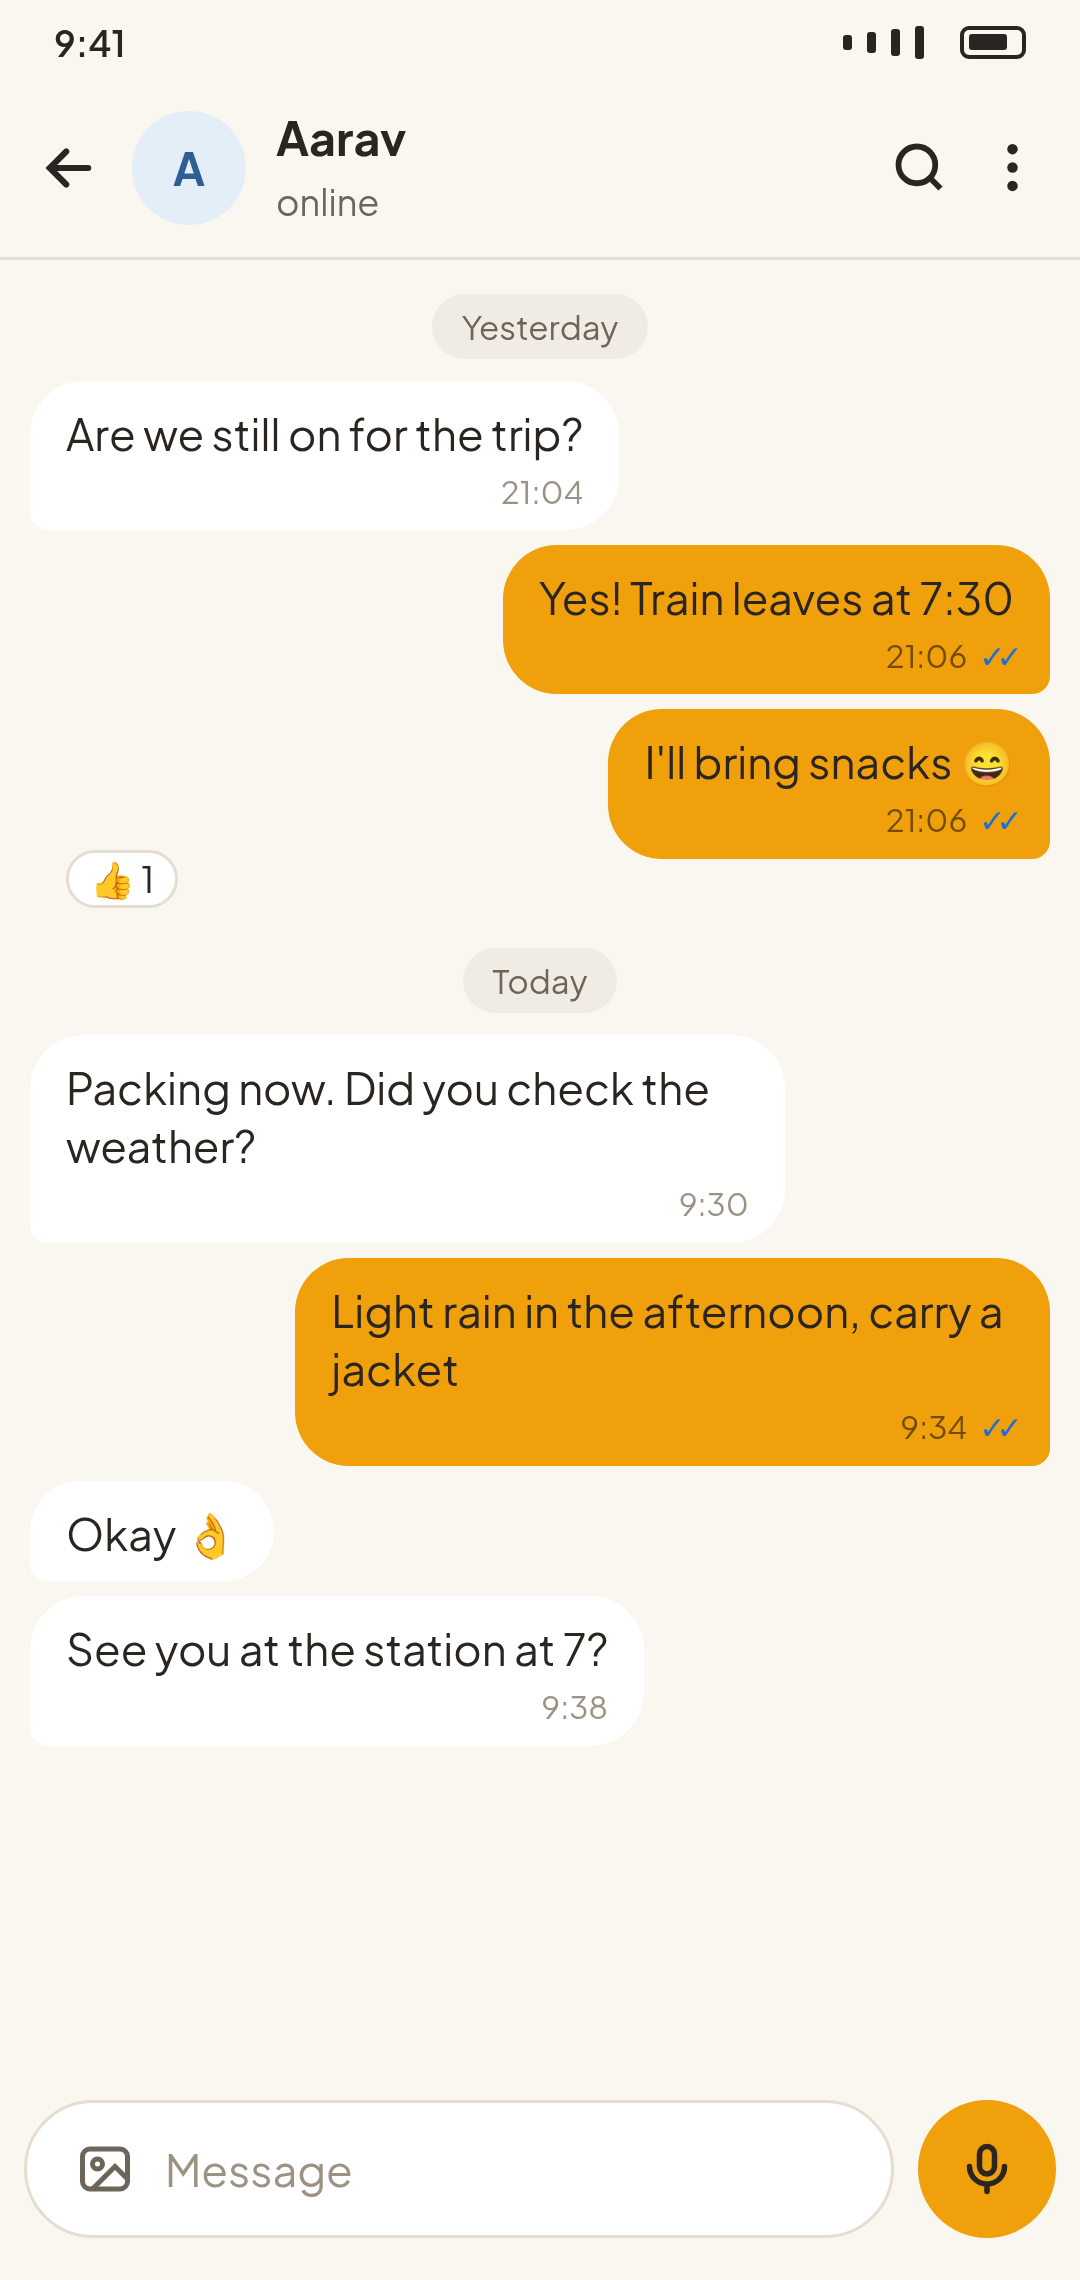 9:41
A
Aarav
online
Yesterday
Are we still on for the trip?
21:04
Yes! Train leaves at 7:30
21:06 ✓✓
I'll bring snacks 😄
21:06 ✓✓
👍 1
Today
Packing now. Did you check the
weather?
9:30
Light rain in the afternoon, carry a
jacket
9:34 ✓✓
Okay 👌
See you at the station at 7?
9:38
Message